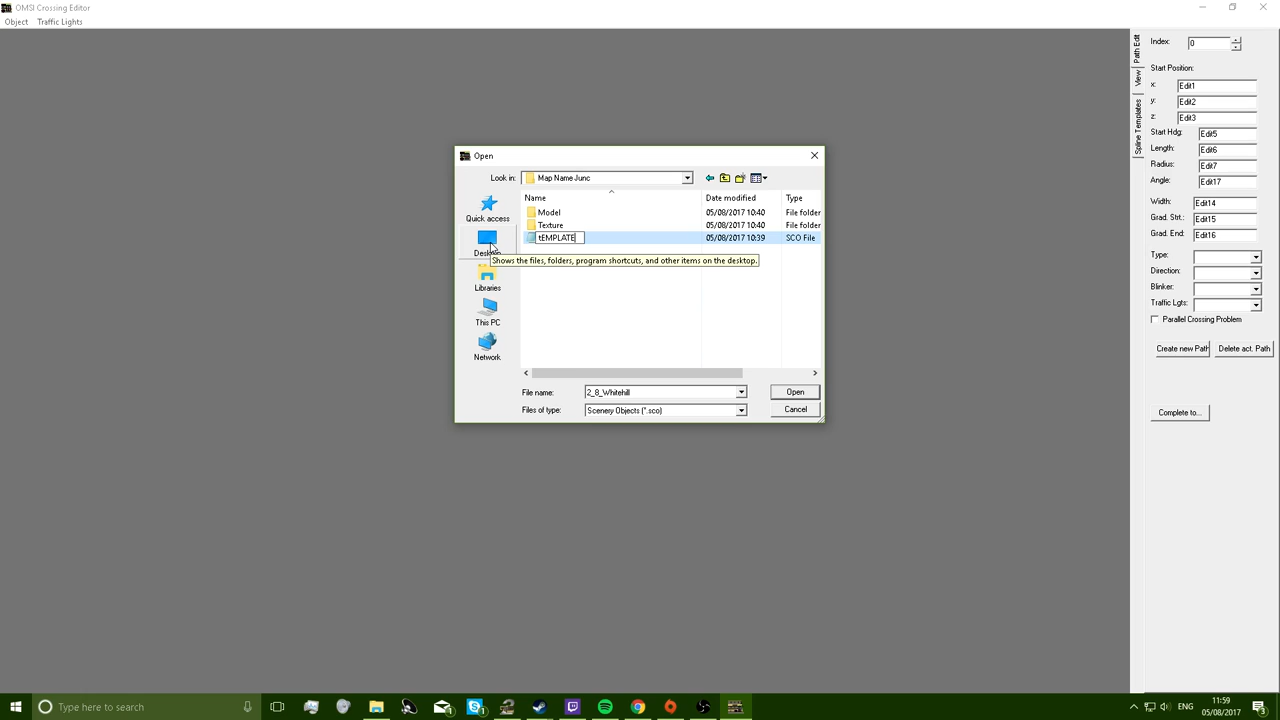 OMSI Crossing Editor
Object Traffic Lights
Index: 0
Start Position:
x: Edit1
y: Edit2
z: Edit3
Start Hdg: Edit5
Length: Edit6
Radius: Edit7
Angle: Edit17
Width: Edit14
Grad. Strt.: Edit15
Grad. End: Edit16
Type:
Direction:
Blinker:
Traffic Lgts:
Parallel Crossing Problem
Create new Path Delete act. Path
Complete to...
Path Edit
View
Spline Templates
Open
Look in: Map Name Junc
Quick access
Desktop
Libraries
This PC
Network
Name Date modified Type
Model 05/08/2017 10:40 File folder
Texture 05/08/2017 10:40 File folder
tEMPLATE 05/08/2017 10:39 SCO File
Shows the files, folders, program shortcuts, and other items on the desktop.
File name: 2_8_Whitehill Open
Files of type: Scenery Objects (*.sco) Cancel
Type here to search
1
1
ENG
11:59
05/08/2017
3